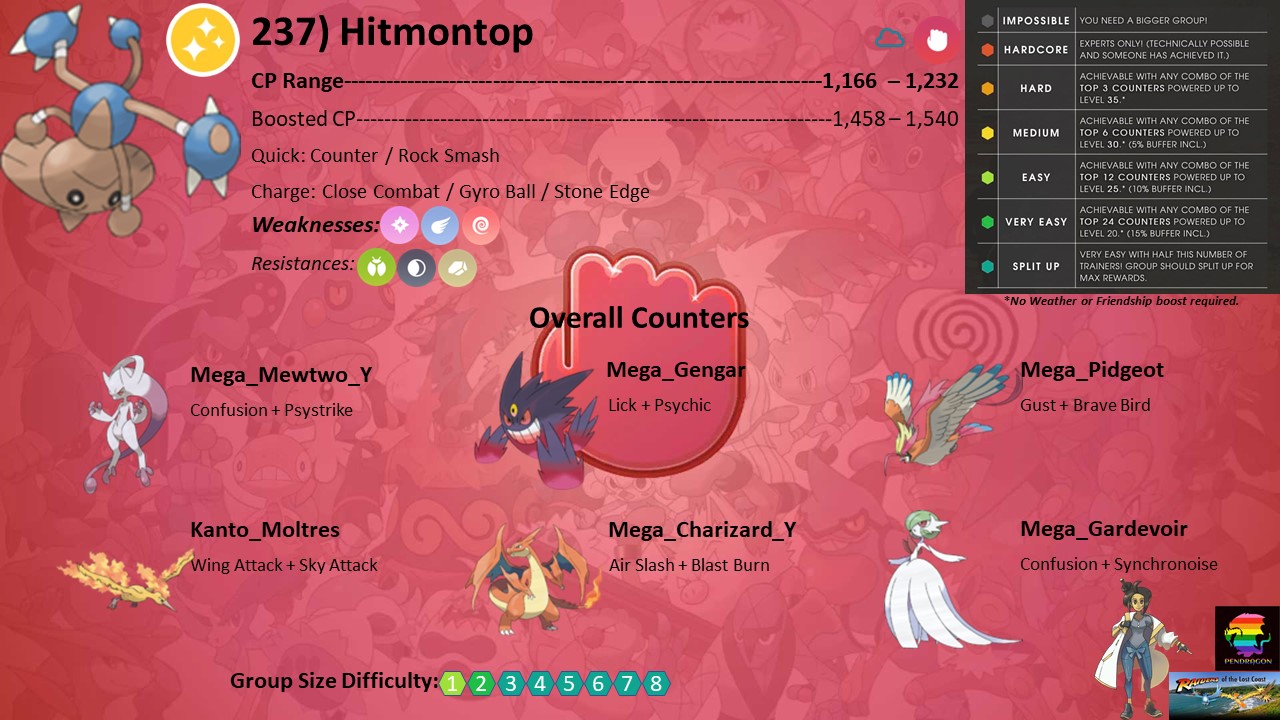 237) Hitmontop
CP Range-------------------------------------------------------------------1,166 – 1,232
Boosted CP-------------------------------------------------------------------1,458 – 1,540
Quick: Counter / Rock Smash
Charge: Close Combat / Gyro Ball / Stone Edge
Weaknesses:
Resistances:
IMPOSSIBLE YOU NEED A BIGGER GROUP!
HARDCORE EXPERTS ONLY! (TECHNICALLY POSSIBLE
AND SOMEONE HAS ACHIEVED IT.)
HARD ACHIEVABLE WITH ANY COMBO OF THE
TOP 3 COUNTERS POWERED UP TO
LEVEL 35.*
MEDIUM ACHIEVABLE WITH ANY COMBO OF THE
TOP 6 COUNTERS POWERED UP TO
LEVEL 30.* (5% BUFFER INCL.)
EASY ACHIEVABLE WITH ANY COMBO OF THE
TOP 12 COUNTERS POWERED UP TO
LEVEL 25.* (10% BUFFER INCL.)
VERY EASY ACHIEVABLE WITH ANY COMBO OF THE
TOP 24 COUNTERS POWERED UP TO
LEVEL 20.* (15% BUFFER INCL.)
SPLIT UP VERY EASY WITH HALF THIS NUMBER OF
TRAINERS! GROUP SHOULD SPLIT UP FOR
MAX REWARDS.
*No Weather or Friendship boost required.
Overall Counters
Mega_Mewtwo_Y
Confusion + Psystrike
Mega_Gengar
Lick + Psychic
Mega_Pidgeot
Gust + Brave Bird
Kanto_Moltres
Wing Attack + Sky Attack
Mega_Charizard_Y
Air Slash + Blast Burn
Mega_Gardevoir
Confusion + Synchronoise
Group Size Difficulty: 1 2 3 4 5 6 7 8
PENDRAGON
RAIDERS of the Lost Coast